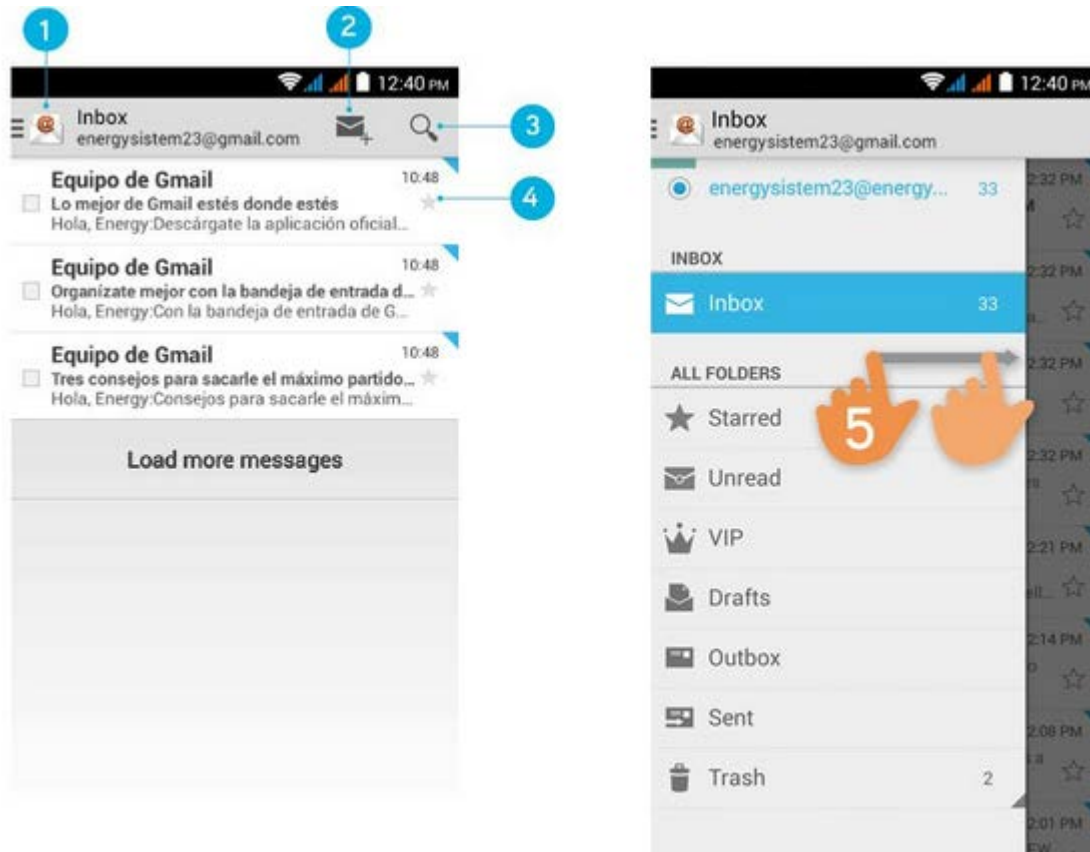 1
2
12:40 PM
Inbox
energysistem23@gmail.com
3
Equipo de Gmail
10:48
Lo mejor de Gmail estés donde estés
4
Hola, Energy:Descárgate la aplicación oficial...
Equipo de Gmail
10:48
Organízate mejor con la bandeja de entrada d...
Hola, Energy:Con la bandeja de entrada de G...
Equipo de Gmail
10:48
Tres consejos para sacarle el máximo partido...
Hola, Energy:Consejos para sacarle el máxim...
Load more messages
12:40 PM
Inbox
energysistem23@gmail.com
energysistem23@energy...
33
2:32 PM
INBOX
2:32 PM
Inbox
33
2:32 PM
ALL FOLDERS
Starred
5
2:32 PM
Unread
VIP
2:21 PM
Drafts
2:14 PM
Outbox
Sent
2:08 PM
Trash
2
2:01 PM